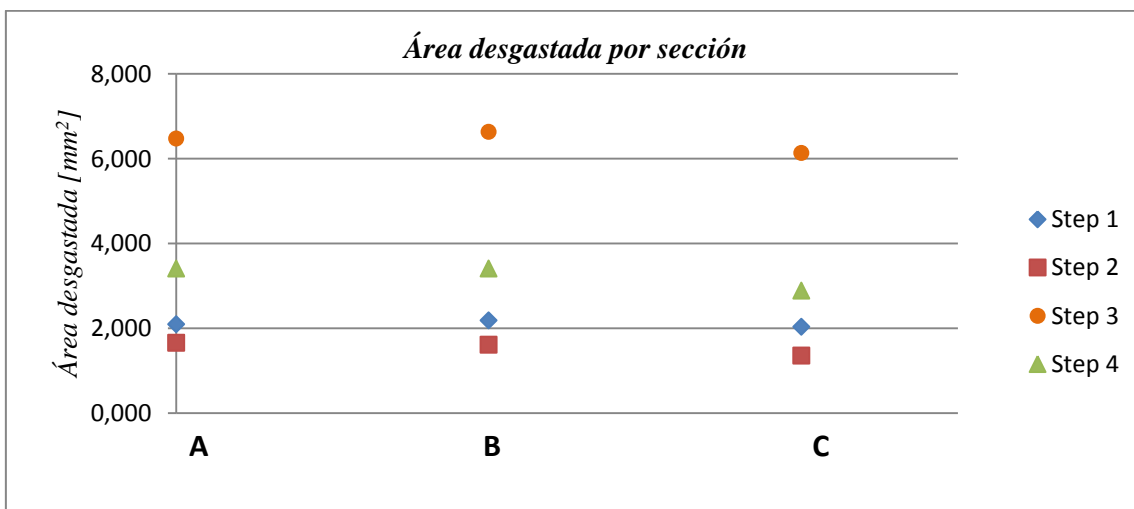 Área desgastada por sección
Área desgastada [mm²]
8,000
6,000
4,000
2,000
0,000
A
B
C
Step 1
Step 2
Step 3
Step 4